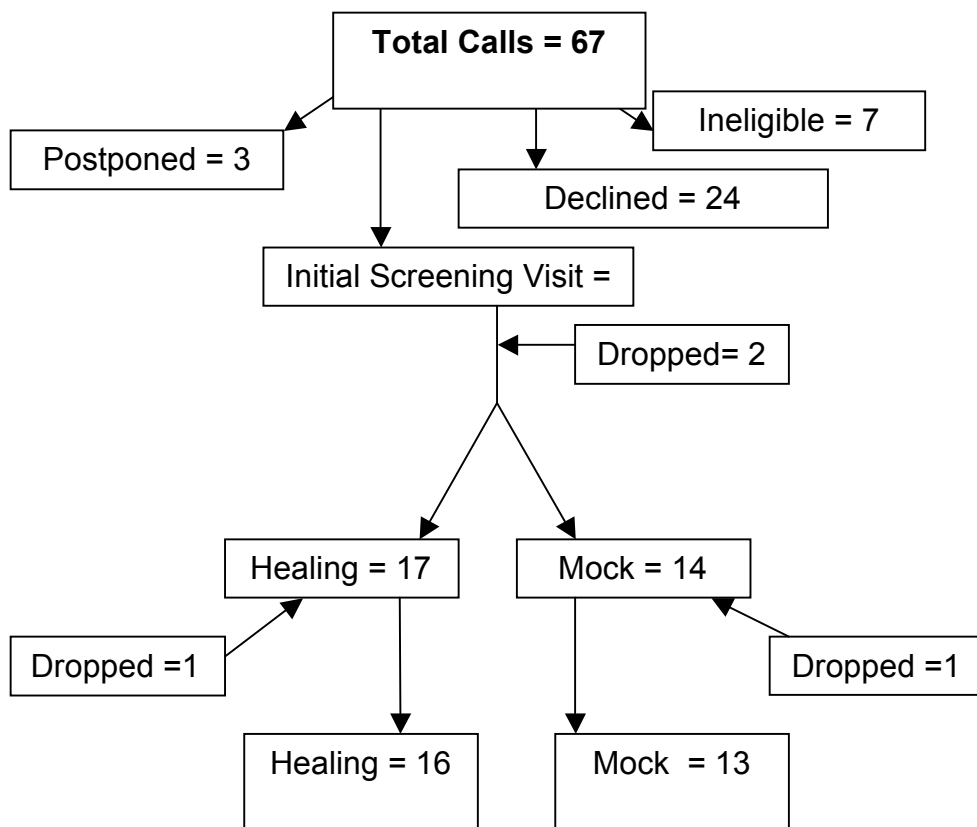 Total Calls = 67
Ineligible = 7
Postponed = 3
Declined = 24
Initial Screening Visit =
Dropped= 2
Healing = 17
Mock = 14
Dropped =1
Dropped =1
Healing = 16
Mock  = 13